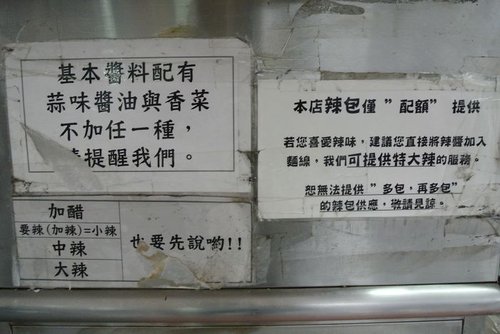 基本醬料配有
蒜味醬油與香菜
不加任一種，
提醒我們。
加醋
要辣(加辣)=小辣
中辣
大辣
也要先說喲!!
本店辣包僅”配額”提供
若您喜愛辣味，建議您直接將辣醬加入
麵線，我們可提供特大辣的服務。
恕無法提供”多包，再多包”
的辣包供應，敬請見諒。